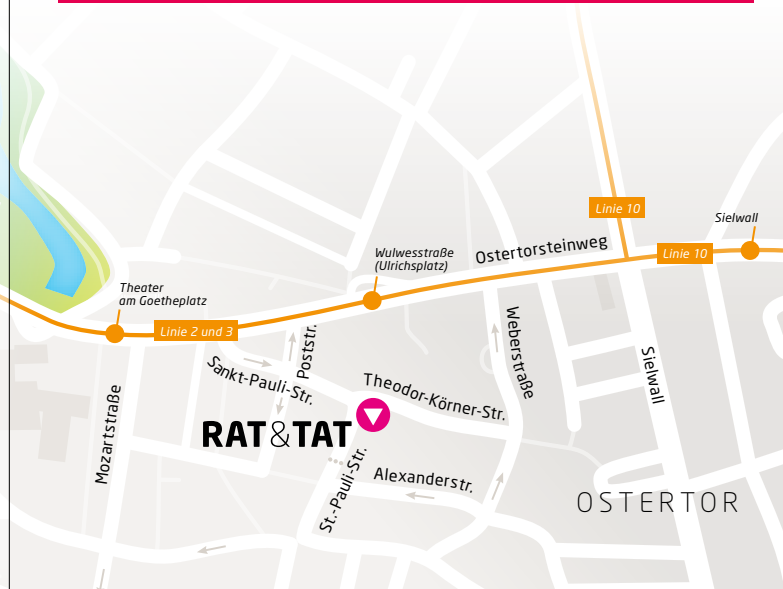 Linie 10
Sielwall
Ostertorsteinweg
Wulwesstraße
(Ulrichsplatz)
Linie 10
Theater
am Goetheplatz
Linie 2 und 3
Poststr.
Weberstraße
Sankt-Pauli-Str.
Sielwall
Theodor-Körner-Str.
Mozartstraße
RAT&TAT
St.-Pauli-Str.
Alexanderstr.
OSTERTOR